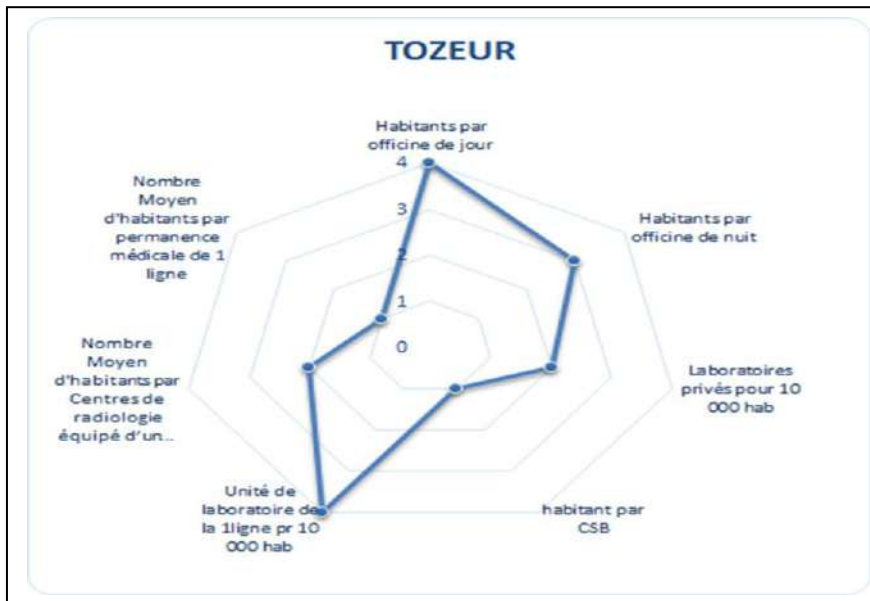 TOZEUR
Habitants par
officine de jour
4
3
2
1
0
Habitants par
officine de nuit
Laboratoires
privés pour 10
000 hab
habitant par
CSB
Unité de
laboratoire de
la 1ligne pr 10
000 hab
Nombre
Moyen
d'habitants par
Centres de
radiologie
équipé d'un...
Nombre
Moyen
d'habitants par
permanence
médicale de 1
ligne